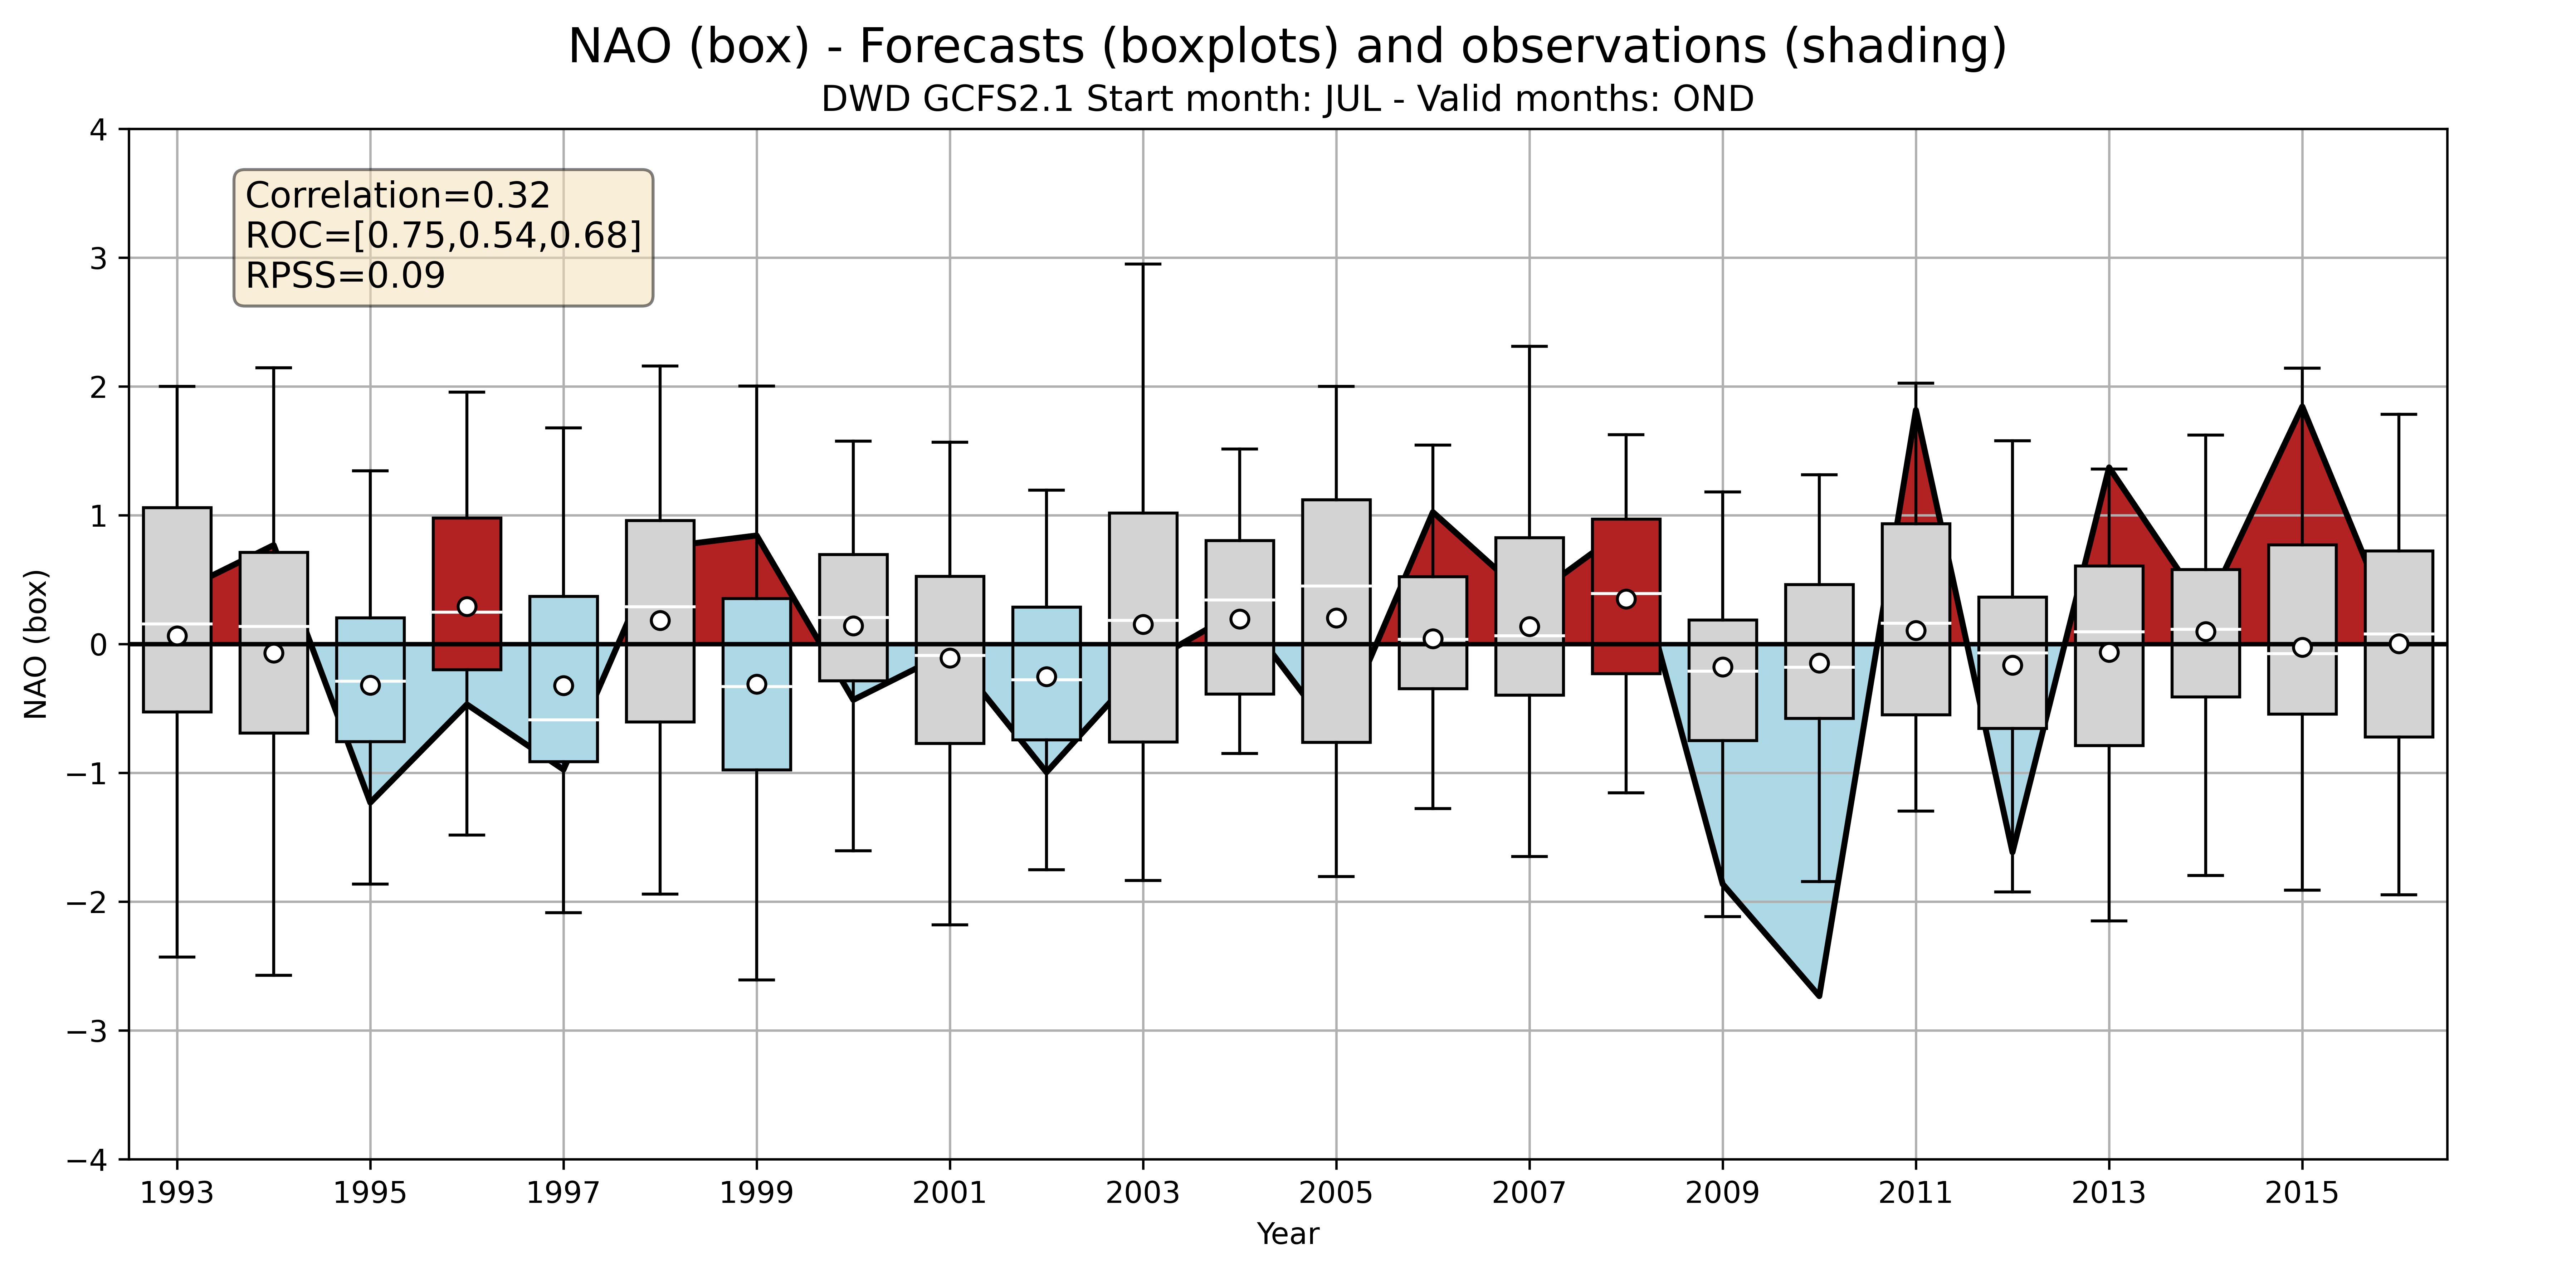 NAO (box) - Forecasts (boxplots) and observations (shading)
DWD GCFS2.1 Start month: JUL - Valid months: OND
Correlation=0.32
ROC=[0.75,0.54,0.68]
RPSS=0.09
NAO (box)
4
3
2
1
0
−1
−2
−3
−4
1993 1995 1997 1999 2001 2003 2005 2007 2009 2011 2013 2015
Year